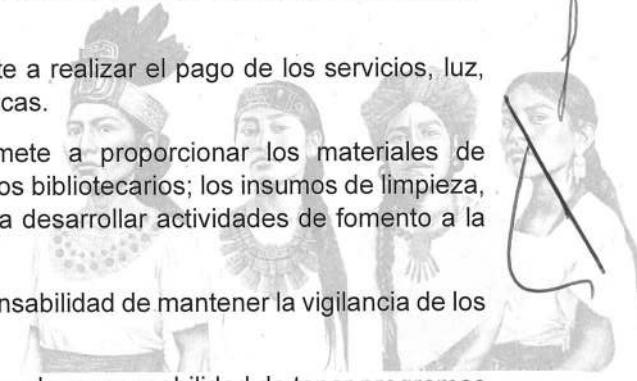 te a realizar el pago de los servicios, luz,
cas.
mete a proporcionar los materiales de
os bibliotecarios; los insumos de limpieza,
a desarrollar actividades de fomento a la
nsabilidad de mantener la vigilancia de los